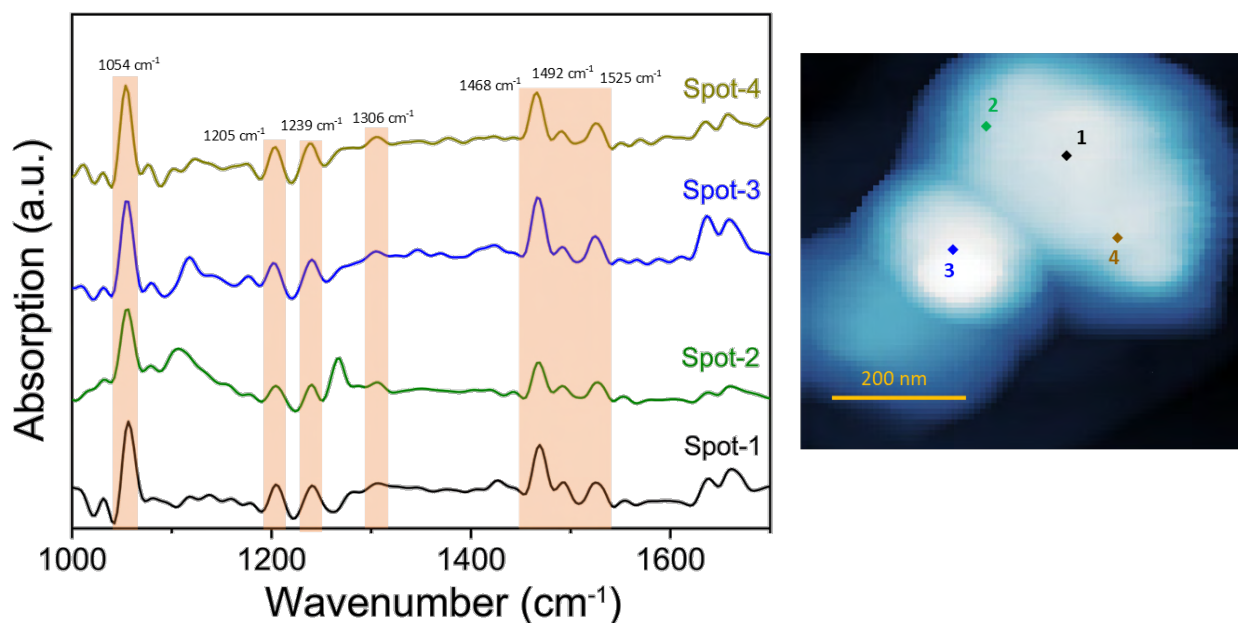 1054 cm⁻¹
1205 cm⁻¹
1239 cm⁻¹
1306 cm⁻¹
1468 cm⁻¹
1492 cm⁻¹
1525 cm⁻¹
Spot-4
Spot-3
Spot-2
Spot-1
Absorption (a.u.)
1000 1200 1400 1600
Wavenumber (cm⁻¹)
2
1
3
4
200 nm